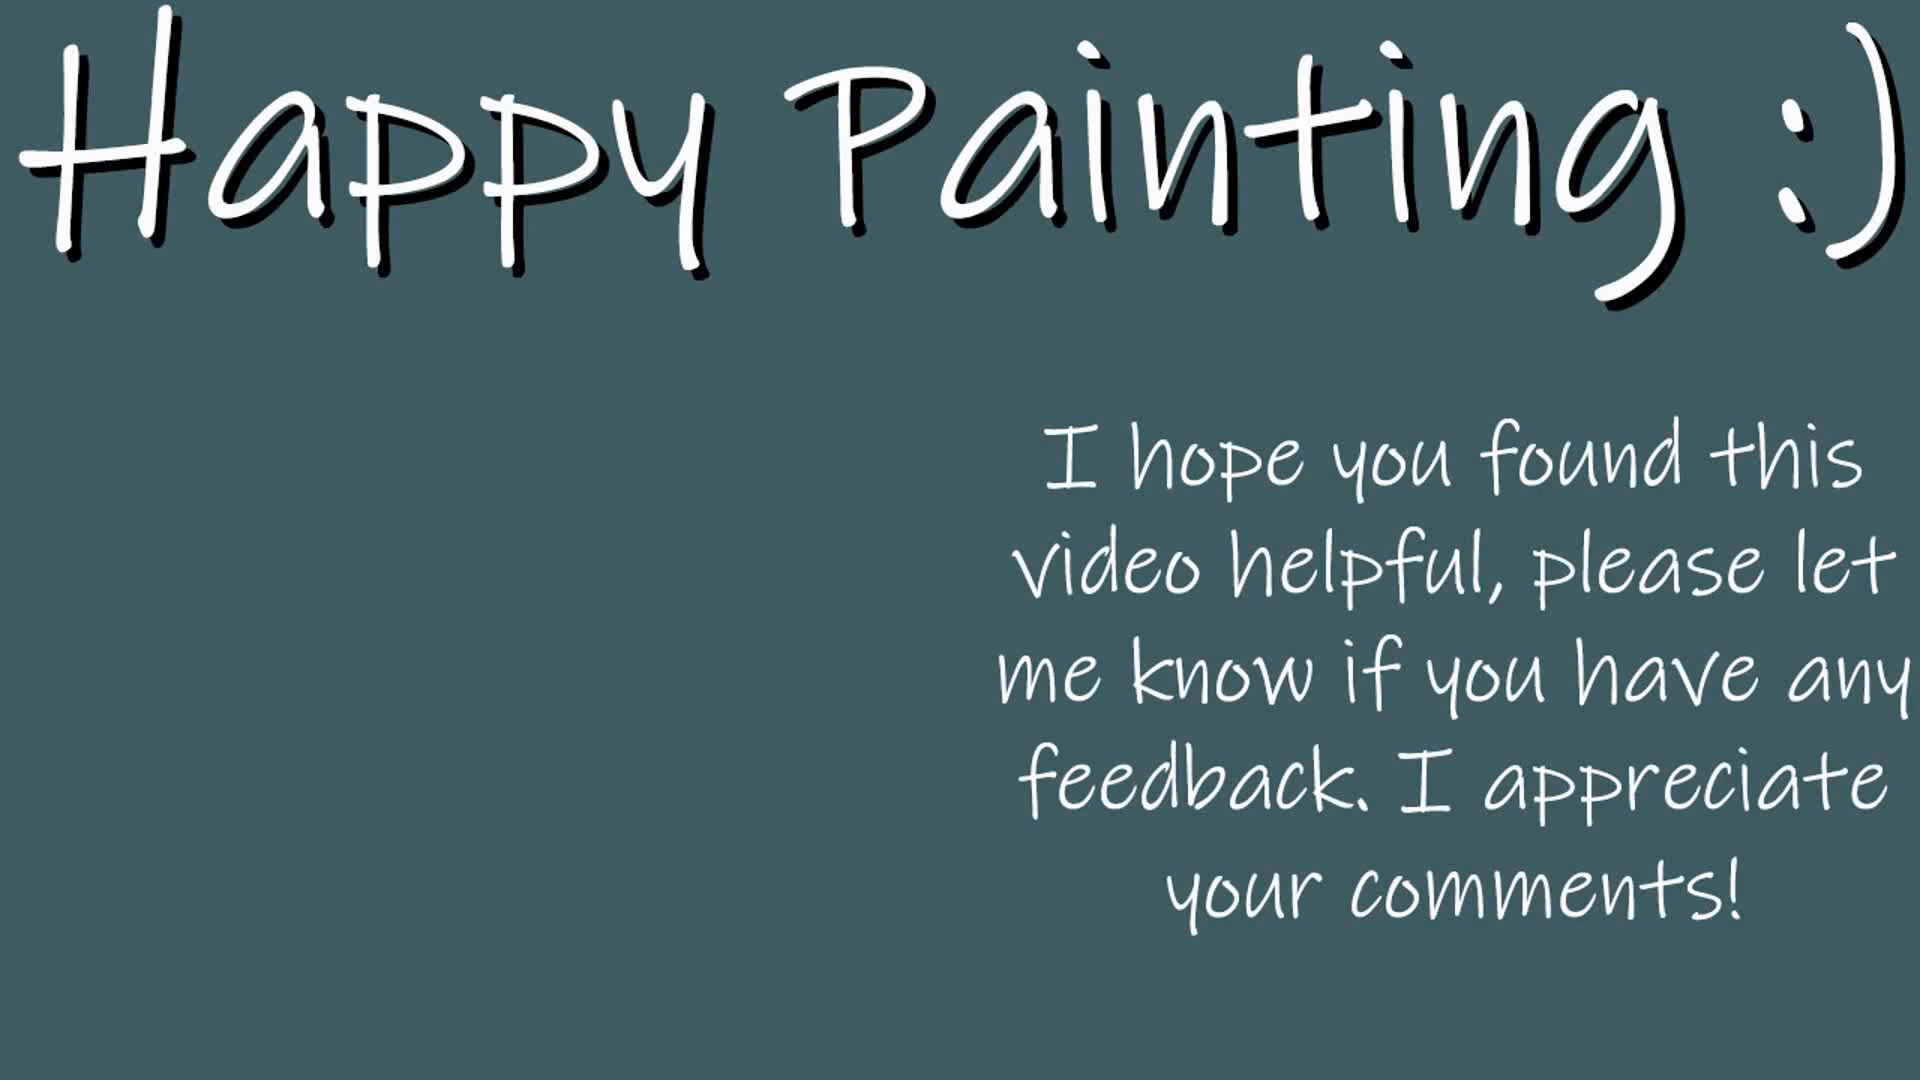 Happy Painting :)
I hope you found this
video helpful, please let
me know if you have any
feedback. I appreciate
your comments!